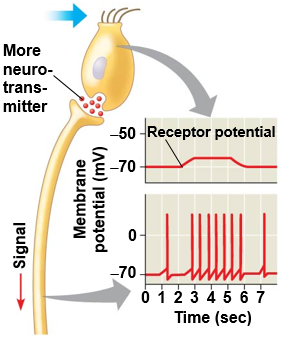 More
neuro-
trans-
mitter
Receptor potential
Membrane
potential (mV)
–50
–70
0
–70
0 1 2 3 4 5 6 7
Time (sec)
Signal